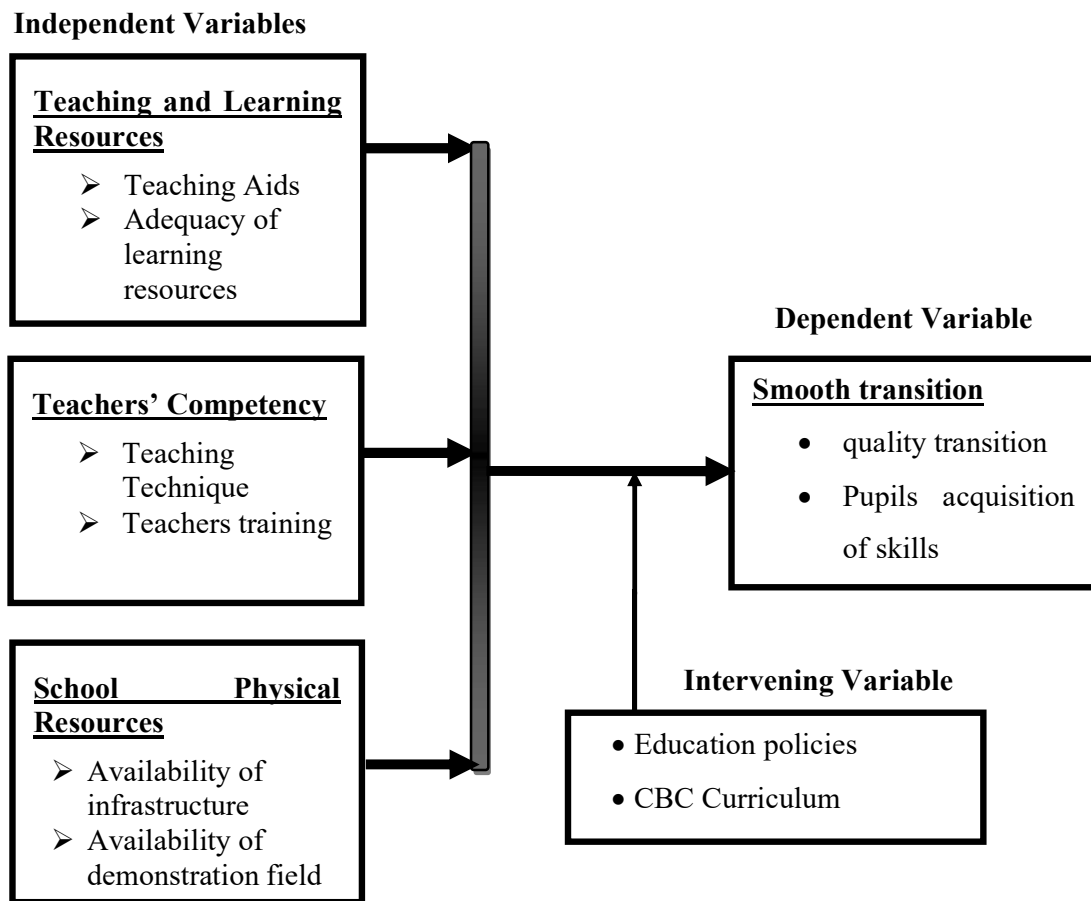 Independent Variables
Teaching and Learning
Resources
➢ Teaching Aids
➢ Adequacy of
learning
resources
Teachers’ Competency
➢ Teaching
Technique
➢ Teachers training
School Physical
Resources
➢ Availability of
infrastructure
➢ Availability of
demonstration field
Dependent Variable
Smooth transition
• quality transition
• Pupils acquisition
of skills
Intervening Variable
• Education policies
• CBC Curriculum